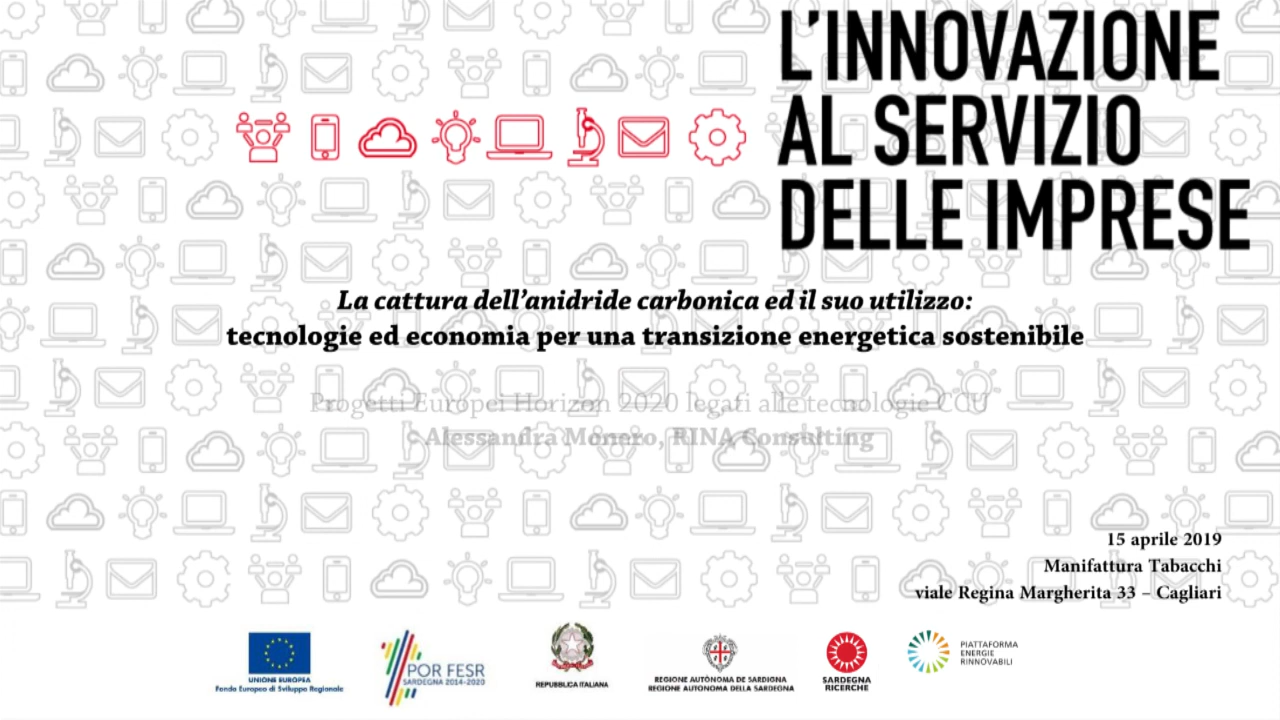 L'INNOVAZIONE
AL SERVIZIO
DELLE IMPRESE
La cattura dell'anidride carbonica ed il suo utilizzo:
tecnologie ed economia per una transizione energetica sostenibile
Progetti Europei Horizon 2020 legati alle tecnologie CCU
Alessandra Monero, RINA Consulting
15 aprile 2019
Manifattura Tabacchi
viale Regina Margherita 33 – Cagliari
UNIONE EUROPEA
Fondo Europeo di Sviluppo Regionale
POR FESR
SARDEGNA 2014-2020
REPUBBLICA ITALIANA
REGIONE AUTÒNOMA DE SARDIGNA
REGIONE AUTONOMA DELLA SARDEGNA
SARDEGNA
RICERCHE
PIATTAFORMA
ENERGIE
RINNOVABILI